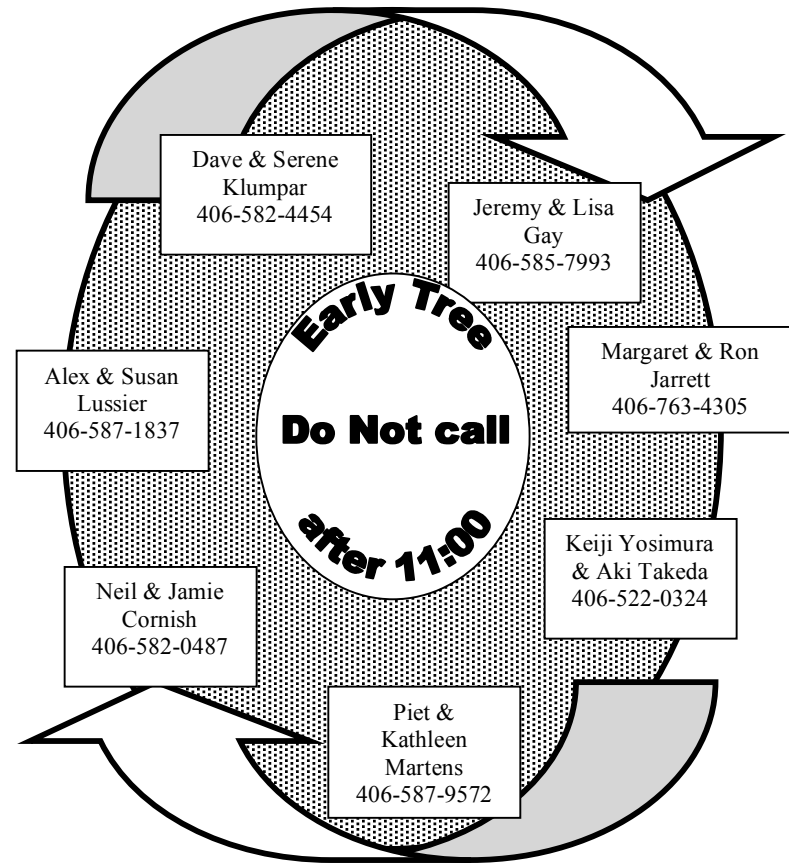 Dave & Serene
Klumpar
406-582-4454
Jeremy & Lisa
Gay
406-585-7993
Early Tree
Do Not call
after 11:00
Margaret & Ron
Jarrett
406-763-4305
Alex & Susan
Lussier
406-587-1837
Keiji Yosimura
& Aki Takeda
406-522-0324
Neil & Jamie
Cornish
406-582-0487
Piet &
Kathleen
Martens
406-587-9572